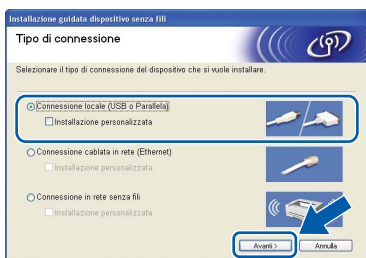 Installazione guidata dispositivo senza fili
Tipo di connessione
Selezionare il tipo di connessione del dispositivo che si vuole installare.
Connessione locale (USB o Parallela)
Installazione personalizzata
Connessione cablata in rete (Ethernet)
Installazione personalizzata
Connessione in rete senza fili
Installazione personalizzata
Avanti >
Annulla